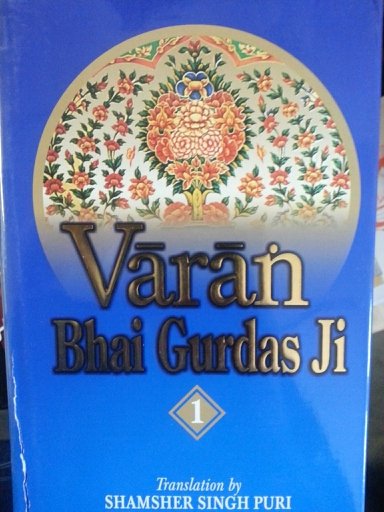 Vārāṅ
Bhai Gurdas Ji
1
Translation by
SHAMSHER SINGH PURI